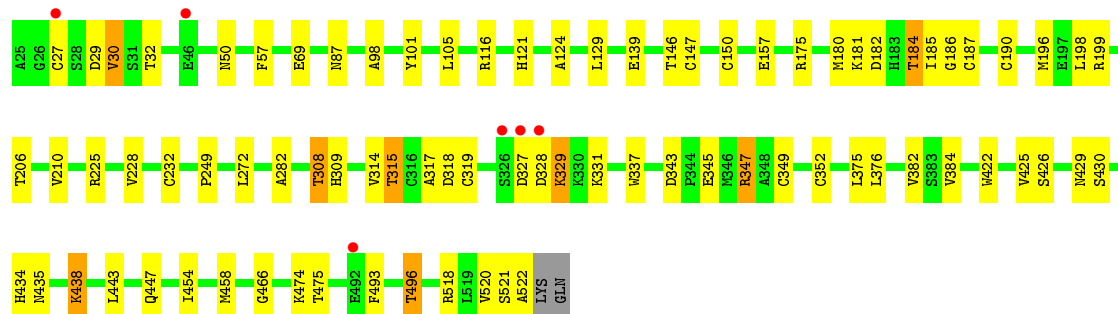 A25 G26 C27 S28 D29 V30 S31 T32 E46 N50 F57 E69 N87 A98 Y101 L105 R116 H121 A124 L129 E139 T146 C147 C150 E157 R175 M180 K181 D182 H183 T184 I185 G186 C187 C190 M196 E197 L198 R199
T206 V210 R225 V228 C232 P249 L272 A282 T308 H309 V314 T315 C316 A317 D318 C319 S326 D327 D328 K329 K330 K331 W337 D343 P344 E345 M346 R347 A348 C349 C352 L375 L376 V382 S383 V384 W422 V425 S426 N429 S430
H434 N435 K438 L443 Q447 I454 M458 G466 K474 T475 E492 F493 T496 R518 L519 V520 S521 A522 LYS GLN